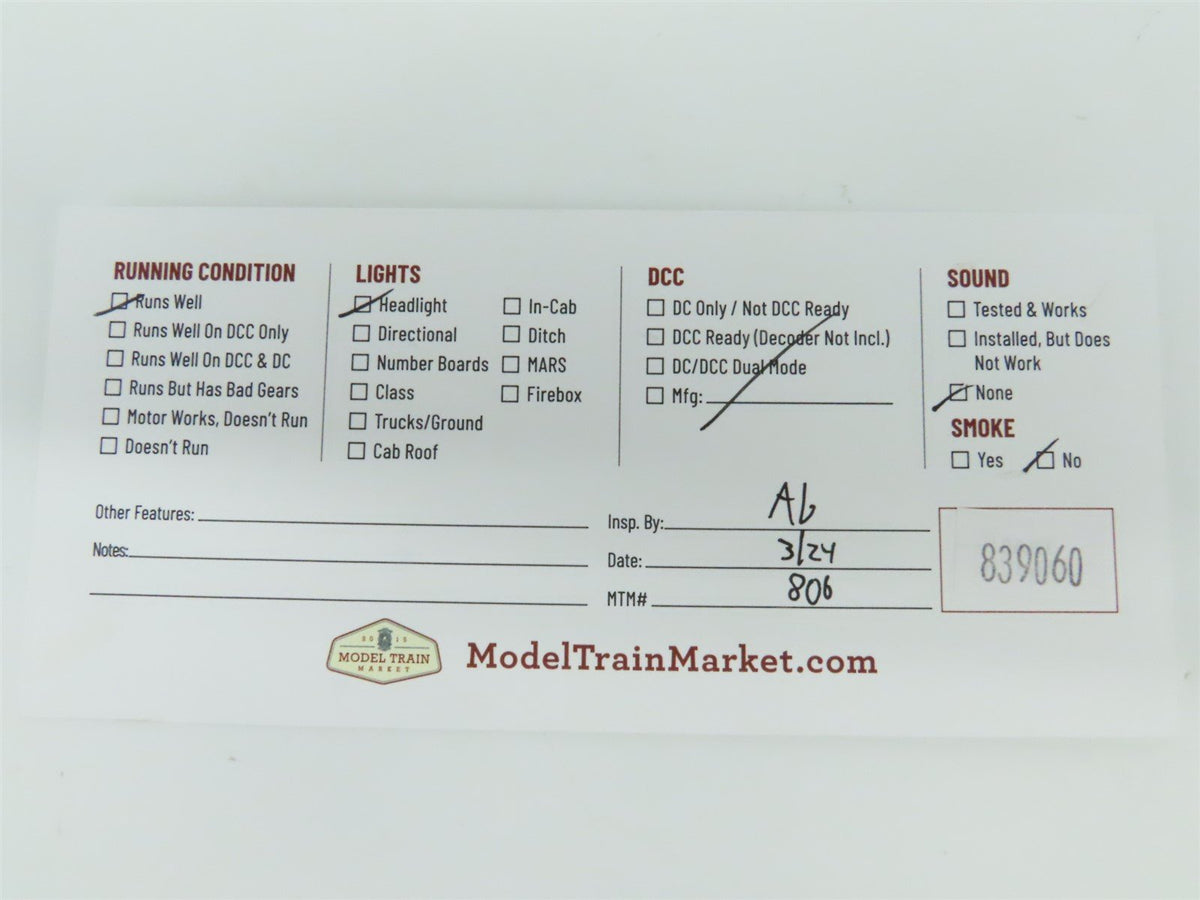 RUNNING CONDITION
Runs Well
Runs Well On DCC Only
Runs Well On DCC & DC
Runs But Has Bad Gears
Motor Works, Doesn't Run
Doesn't Run
LIGHTS
Headlight
Directional
Number Boards
Class
Trucks/Ground
Cab Roof
In-Cab
Ditch
MARS
Firebox
DCC
DC Only / Not DCC Ready
DCC Ready (Decoder Not Incl.)
DC/DCC Dual Mode
Mfg:
SOUND
Tested & Works
Installed, But Does
Not Work
None
SMOKE
Yes No
Other Features:
Notes:
Insp. By: AG
Date: 3/24
MTM# 806
839060
2015
MODEL TRAIN
MARKET
ModelTrainMarket.com